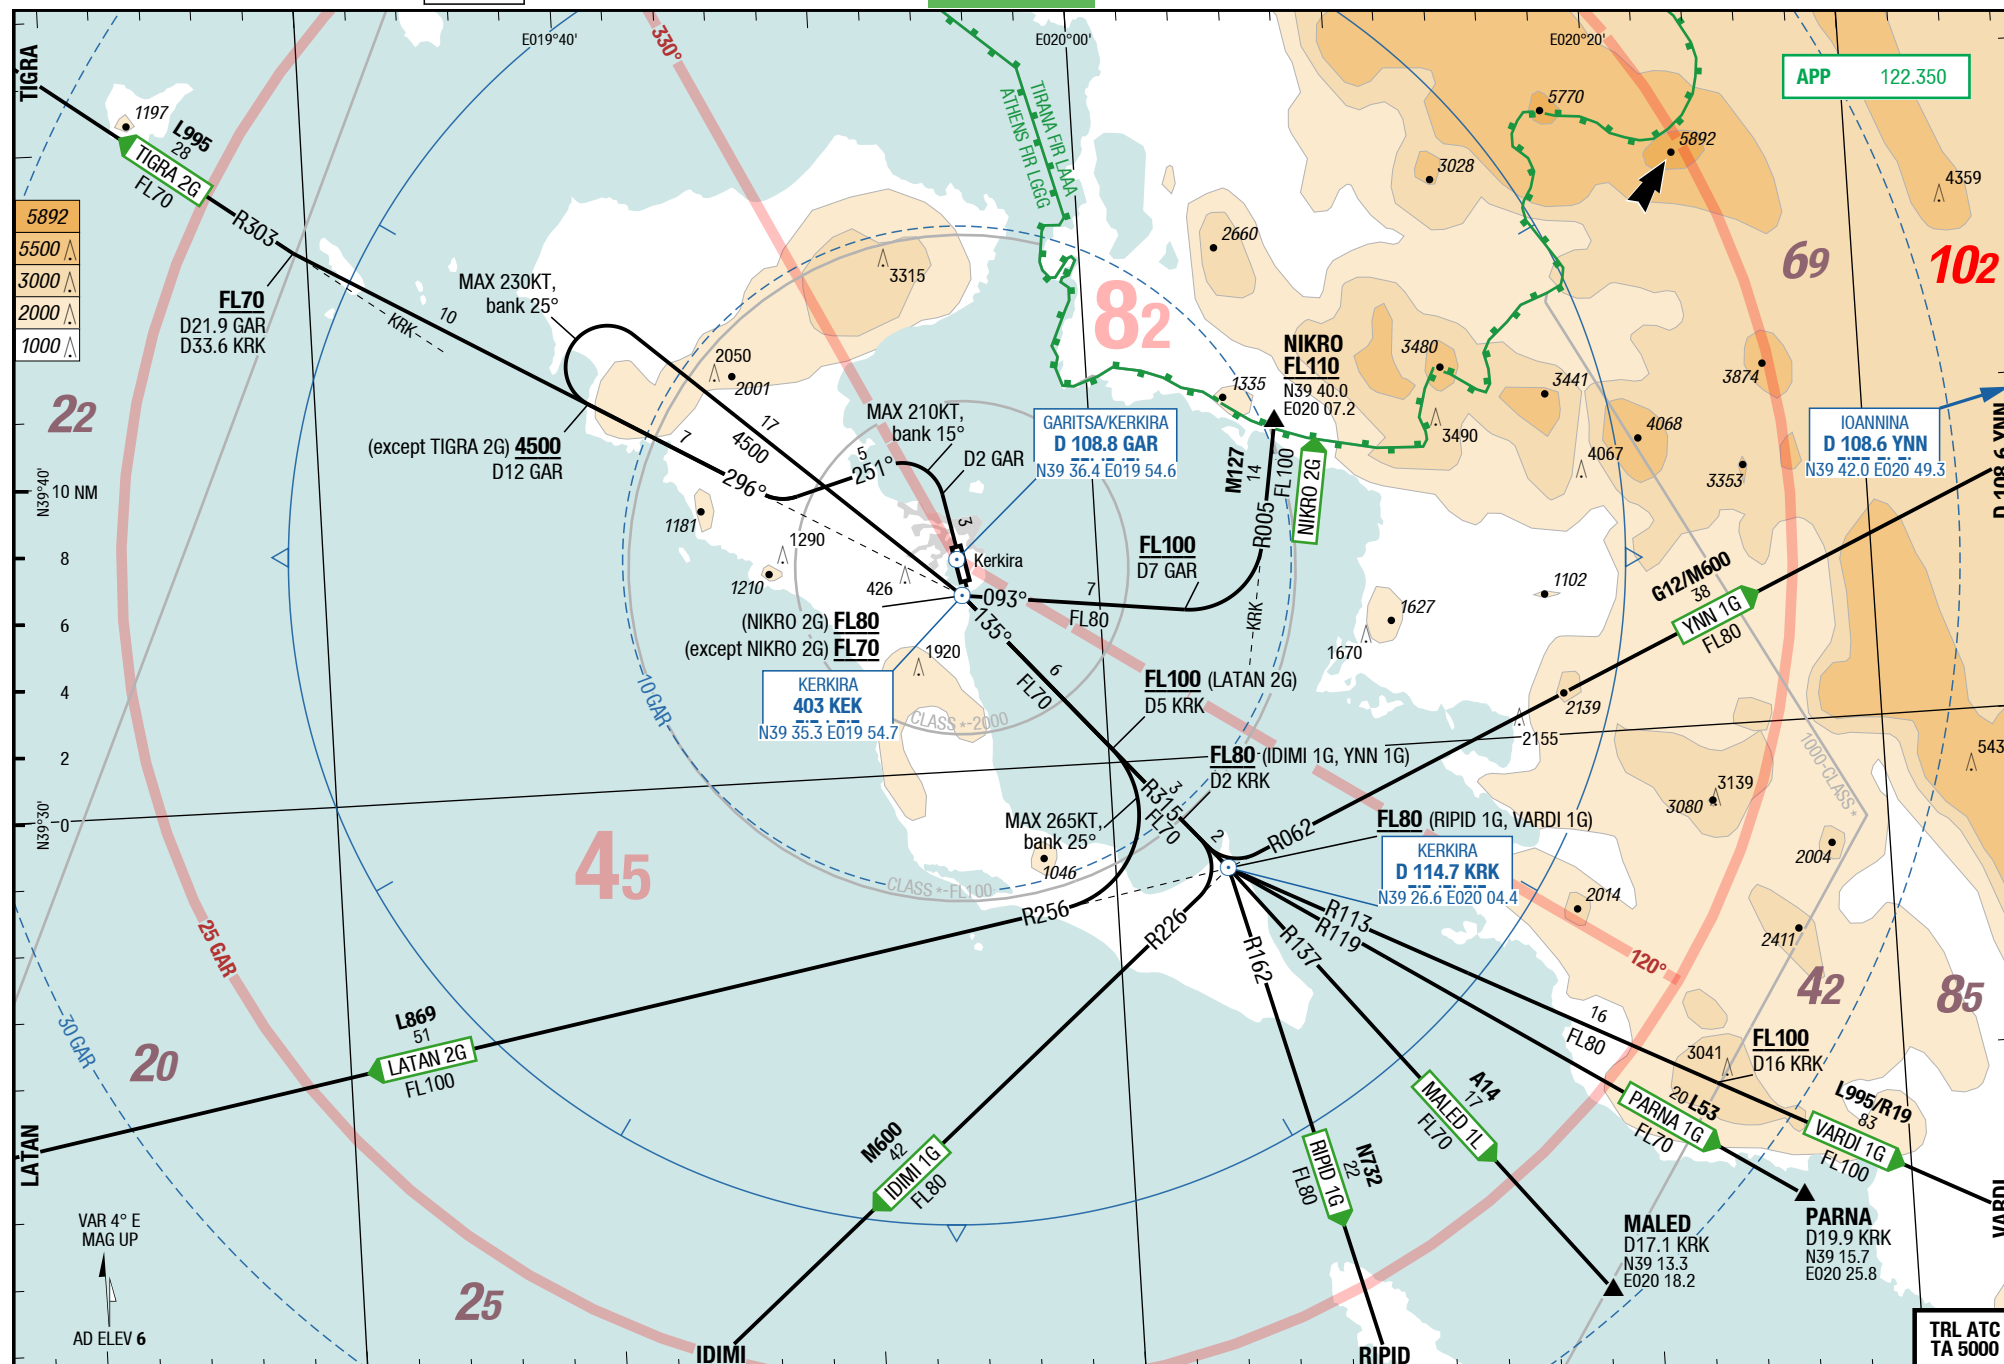 E019°40'
E020°00'
E020°20'
TIGRA
330°
APP 122.350
1197
L995
28
TIGRA 2G
FL70
R303
TIRANA FIR LAAA
ATHENS FIR LGGG
5770
5892
3028
4359
5892
5500
3000
2000
1000
2660
69
102
3315
82
MAX 230KT,
bank 25°
FL70
D21.9 GAR
D33.6 KRK
KRK
10
NIKRO
FL110
N39 40.0
E020 07.2
3480
3441
3874
2050
2001
1335
22
MAX 210KT,
bank 15°
GARITSA/KERKIRA
D 108.8 GAR
N39 36.4 E019 54.6
3490
4068
4067
3353
IOANNINA
D 108.6 YNN
N39 42.0 E020 49.3
D 108.6 YNN
(except TIGRA 2G) 4500
D12 GAR
7
17
4500
5
251°
296°
D2 GAR
3
M127
14
FL100
R005
NIKRO 2G
N39°40'
10 NM
8
6
4
2
0
1181
1290
1210
426
Kerkira
FL100
D7 GAR
093°
7
FL80
KRK
1102
G12/M600
38
YNN 1G
FL80
1627
1670
(NIKRO 2G) FL80
(except NIKRO 2G) FL70
135°
1920
6
FL70
KERKIRA
403 KEK
N39 35.3 E019 54.7
10 GAR
CLASS *-2000
FL100 (LATAN 2G)
D5 KRK
2139
2155
543
FL80 (IDIMI 1G, YNN 1G)
D2 KRK
1000-CLASS *
3139
3080
N39°30'
3
R315
FL70
2
MAX 265KT,
bank 25°
1046
R062
FL80 (RIPID 1G, VARDI 1G)
2004
45
CLASS *-FL100
KERKIRA
D 114.7 KRK
N39 26.6 E020 04.4
2014
2411
R256
R226
R113
R119
R137
R162
120°
25 GAR
42
85
L869
51
LATAN 2G
FL100
30 GAR
20
16
FL80
3041
FL100
D16 KRK
LATAN
M600
42
IDIMI 1G
FL80
N732
22
RIPID 1G
FL80
A14
17
MALED 1L
FL70
20 L53
PARNA 1G
FL70
L995/R19
83
VARDI 1G
FL100
VARDI
VAR 4° E
MAG UP
AD ELEV 6
25
MALED
D17.1 KRK
N39 13.3
E020 18.2
PARNA
D19.9 KRK
N39 15.7
E020 25.8
IDIMI
RIPID
TRL ATC
TA 5000